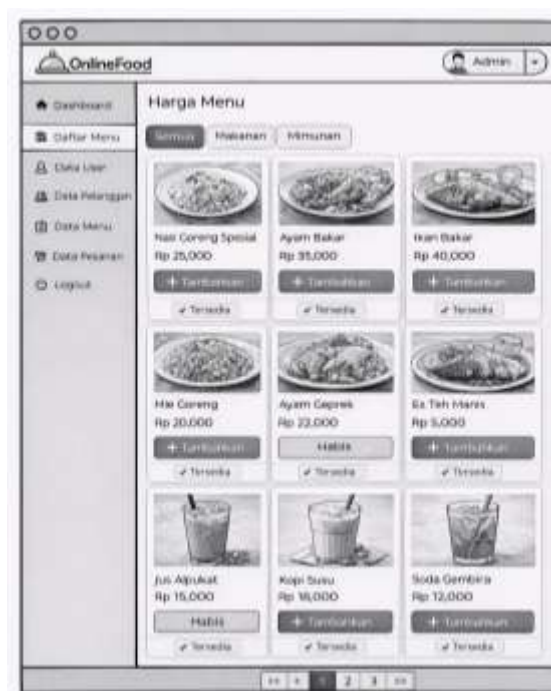 OnlineFood
Admin
Dashboard
Daftar Menu
Data User
Data Pelanggan
Data Menu
Data Pesanan
Logout
Harga Menu
Semua Makanan Mimunan
Nasi Goreng Spesial Ayam Bakar Ikan Bakar
Rp 25,000 Rp 35,000 Rp 40,000
+ Tambahkan + Tambahkan + Tambahkan
✓ Tersedia ✓ Tersedia ✓ Tersedia
Mie Goreng Ayam Geprek Es Teh Manis
Rp 20,000 Rp 22,000 Rp 5,000
+ Tambahkan Habis + Tambahkan
✓ Tersedia ✓ Tersedia ✓ Tersedia
Jus Alpukat Kopi Susu Soda Gembira
Rp 15,000 Rp 18,000 Rp 12,000
Habis + Tambahkan + Tambahkan
✓ Tersedia ✓ Tersedia ✓ Tersedia
<< < 1 2 3 >>